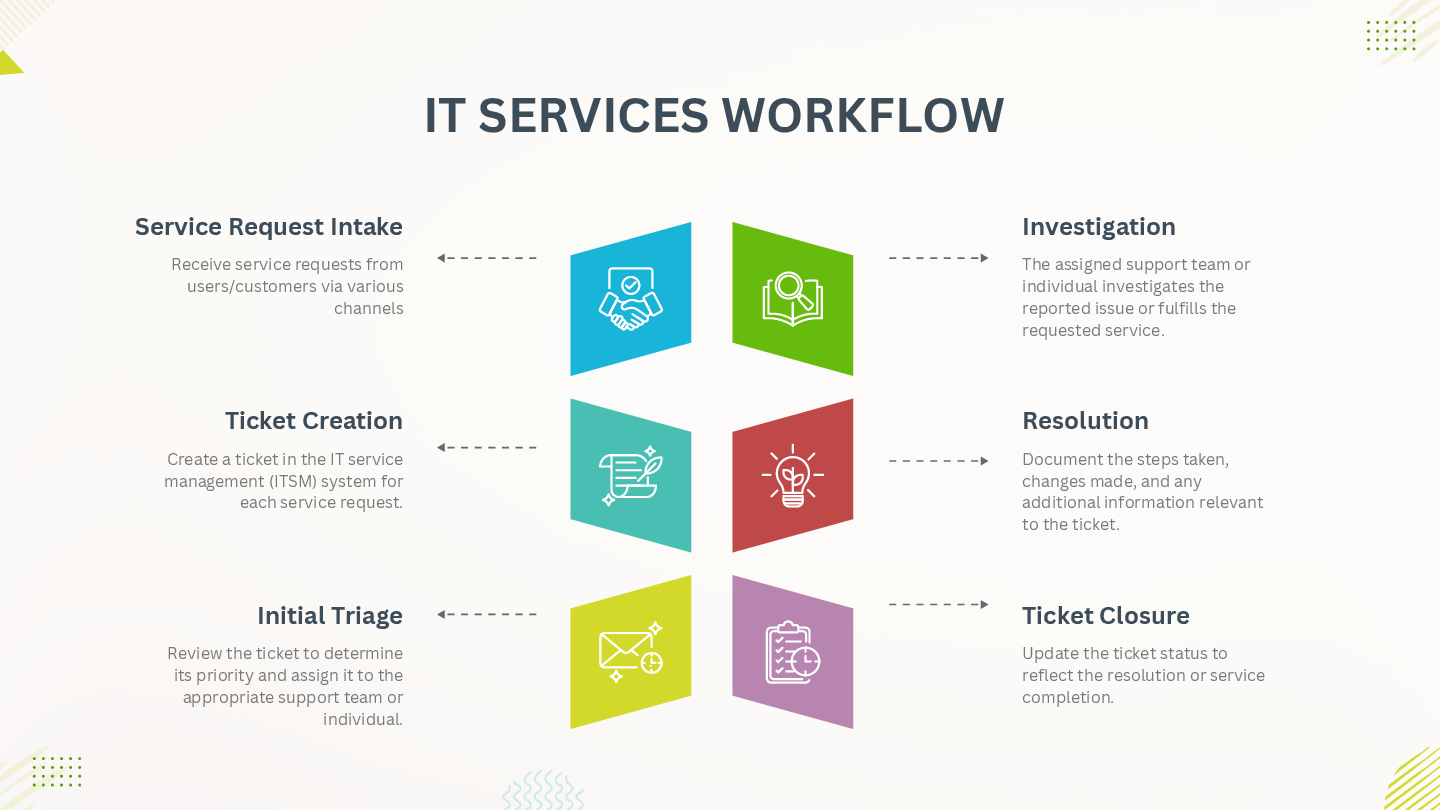 IT SERVICES WORKFLOW
Service Request Intake
Receive service requests from
users/customers via various
channels
Ticket Creation
Create a ticket in the IT service
management (ITSM) system for
each service request.
Initial Triage
Review the ticket to determine
its priority and assign it to the
appropriate support team or
individual.
Investigation
The assigned support team or
individual investigates the
reported issue or fulfills the
requested service.
Resolution
Document the steps taken,
changes made, and any
additional information relevant
to the ticket.
Ticket Closure
Update the ticket status to
reflect the resolution or service
completion.